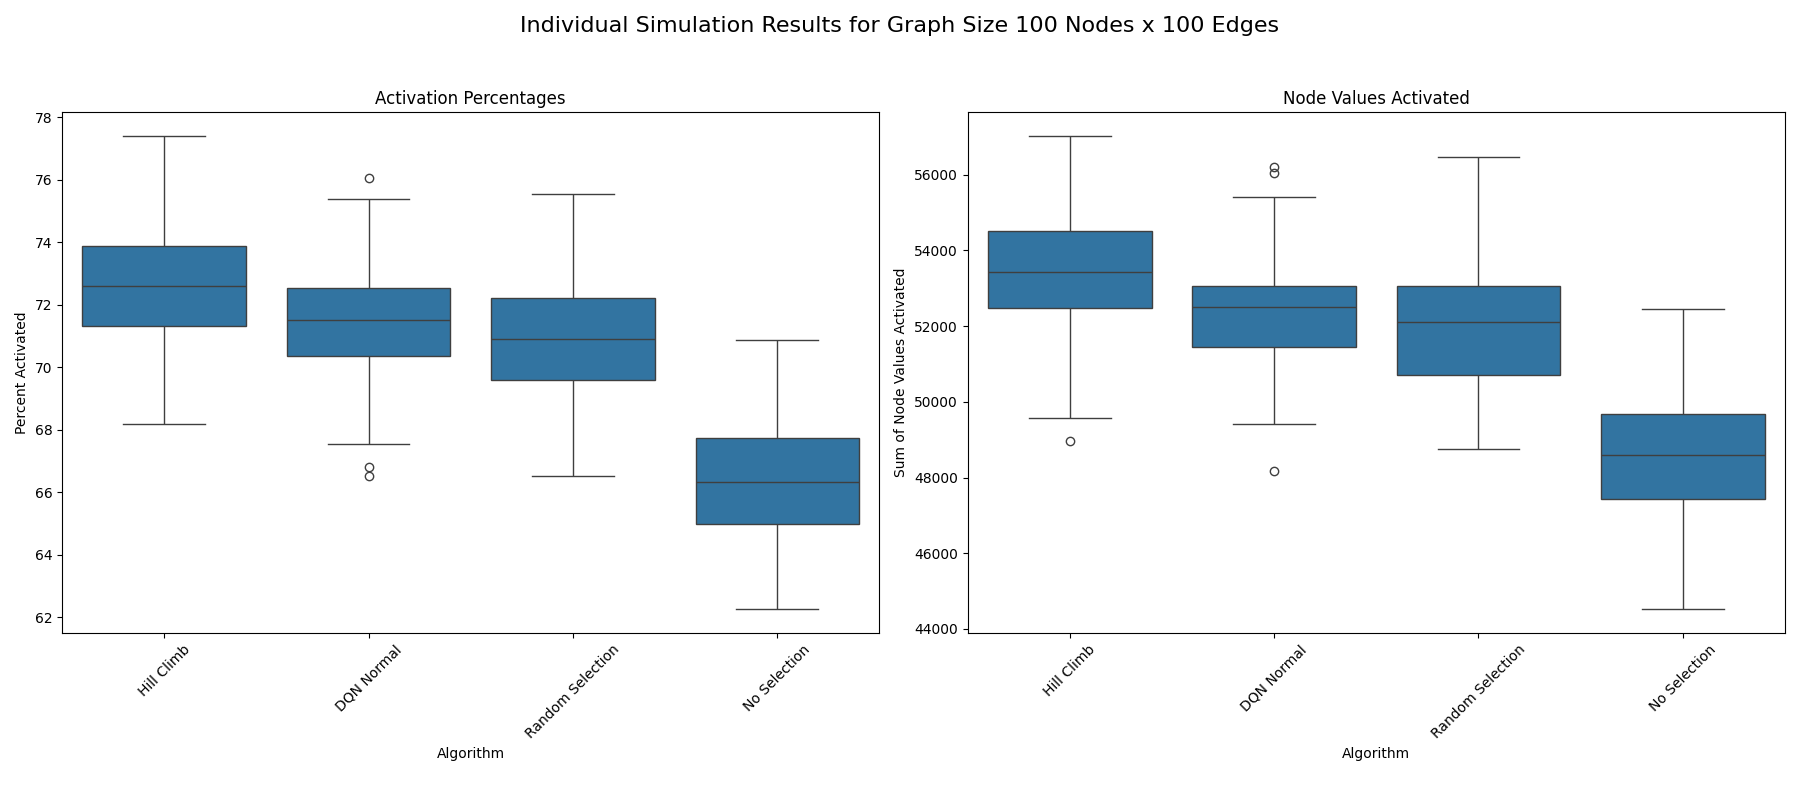 Individual Simulation Results for Graph Size 100 Nodes x 100 Edges
Activation Percentages
Percent Activated
78
76
74
72
70
68
66
64
62
Hill Climb
DQN Normal
Random Selection
No Selection
Algorithm
Node Values Activated
Sum of Node Values Activated
56000
54000
52000
50000
48000
46000
44000
Hill Climb
DQN Normal
Random Selection
No Selection
Algorithm